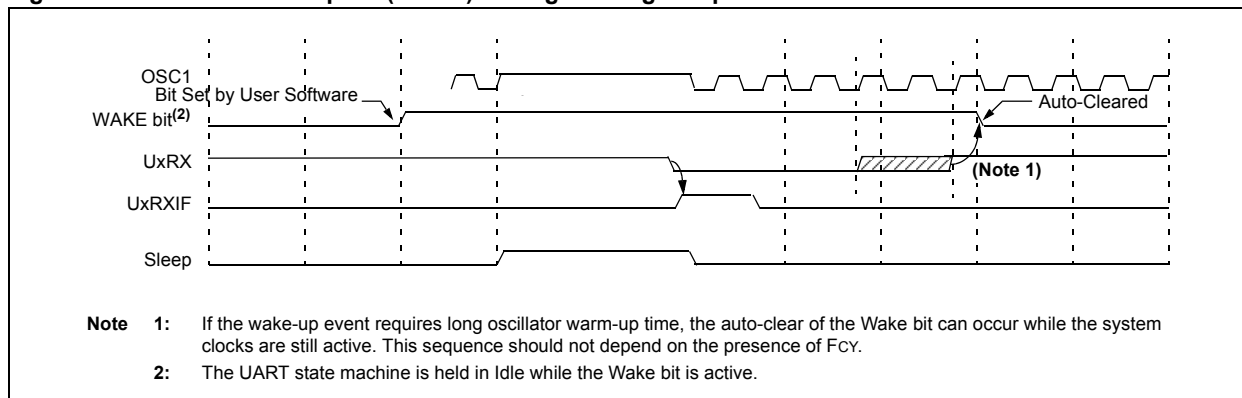 OSC1
Bit Set by User Software
Auto-Cleared
WAKE bit(2)
UxRX
(Note 1)
UxRXIF
Sleep
Note 1: If the wake-up event requires long oscillator warm-up time, the auto-clear of the Wake bit can occur while the system
clocks are still active. This sequence should not depend on the presence of FCY.
2: The UART state machine is held in Idle while the Wake bit is active.